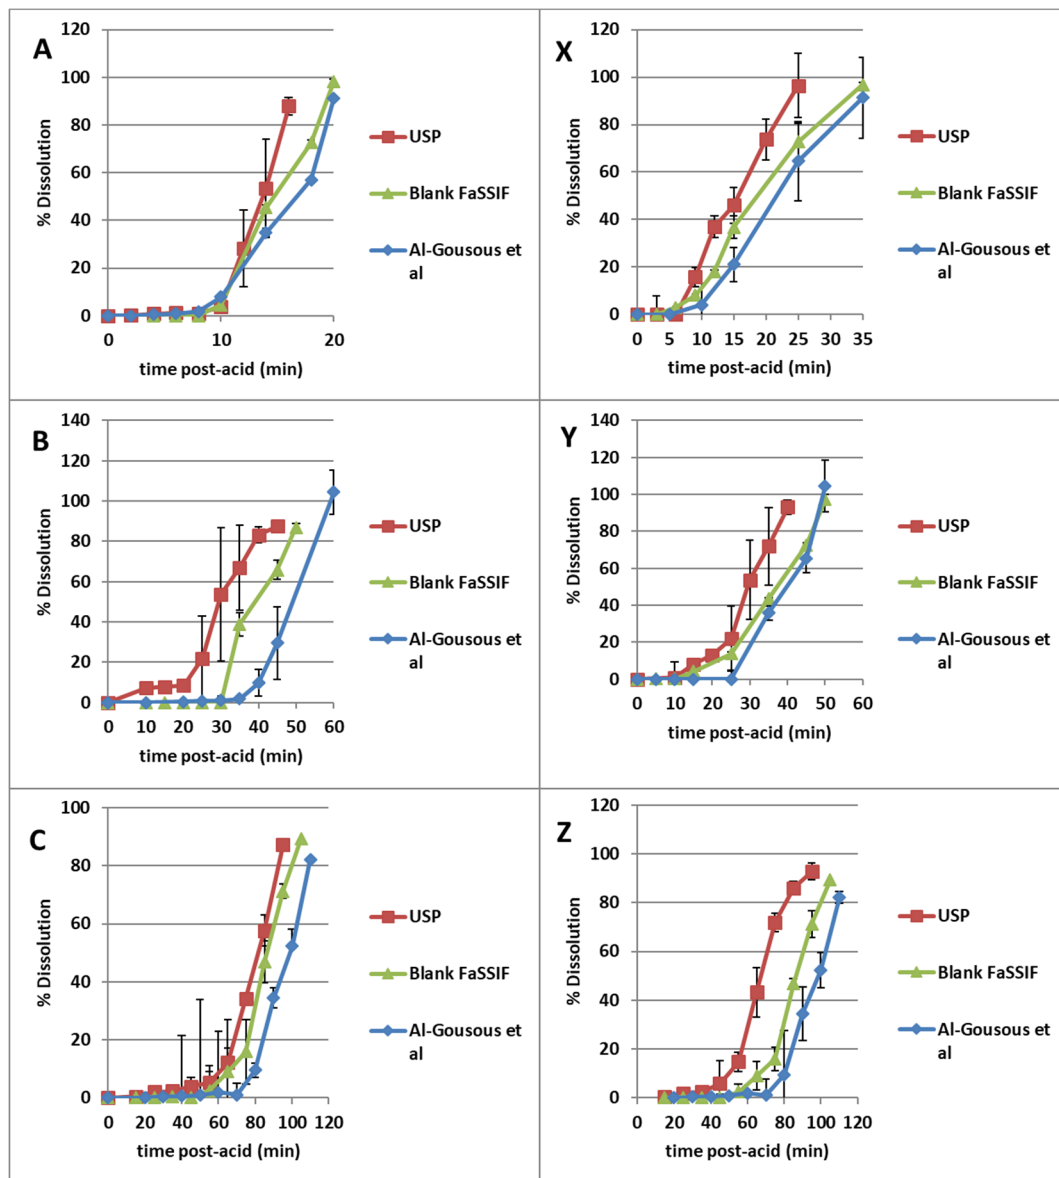 A
120
100
80
60
40
20
0
% Dissolution
0 10 20
time post-acid (min)
USP
Blank FaSSIF
Al-Gousous et
al
X
120
100
80
60
40
20
0
% Dissolution
0 5 10 15 20 25 30 35
time post-acid (min)
USP
Blank FaSSIF
Al-Gousous et
al
B
140
120
100
80
60
40
20
0
% Dissolution
0 10 20 30 40 50 60
time post-acid (min)
USP
Blank FaSSIF
Al-Gousous et
al
Y
140
120
100
80
60
40
20
0
% Dissolution
0 10 20 30 40 50 60
time post-acid (min)
USP
Blank FaSSIF
Al-Gousous et
al
C
100
80
60
40
20
0
% Dissolution
0 20 40 60 80 100 120
time post-acid (min)
USP
Blank FaSSIF
Al-Gousous et
al
Z
120
100
80
60
40
20
0
% Dissolution
0 20 40 60 80 100 120
time post-acid (min)
USP
Blank FaSSIF
Al-Gousous et
al